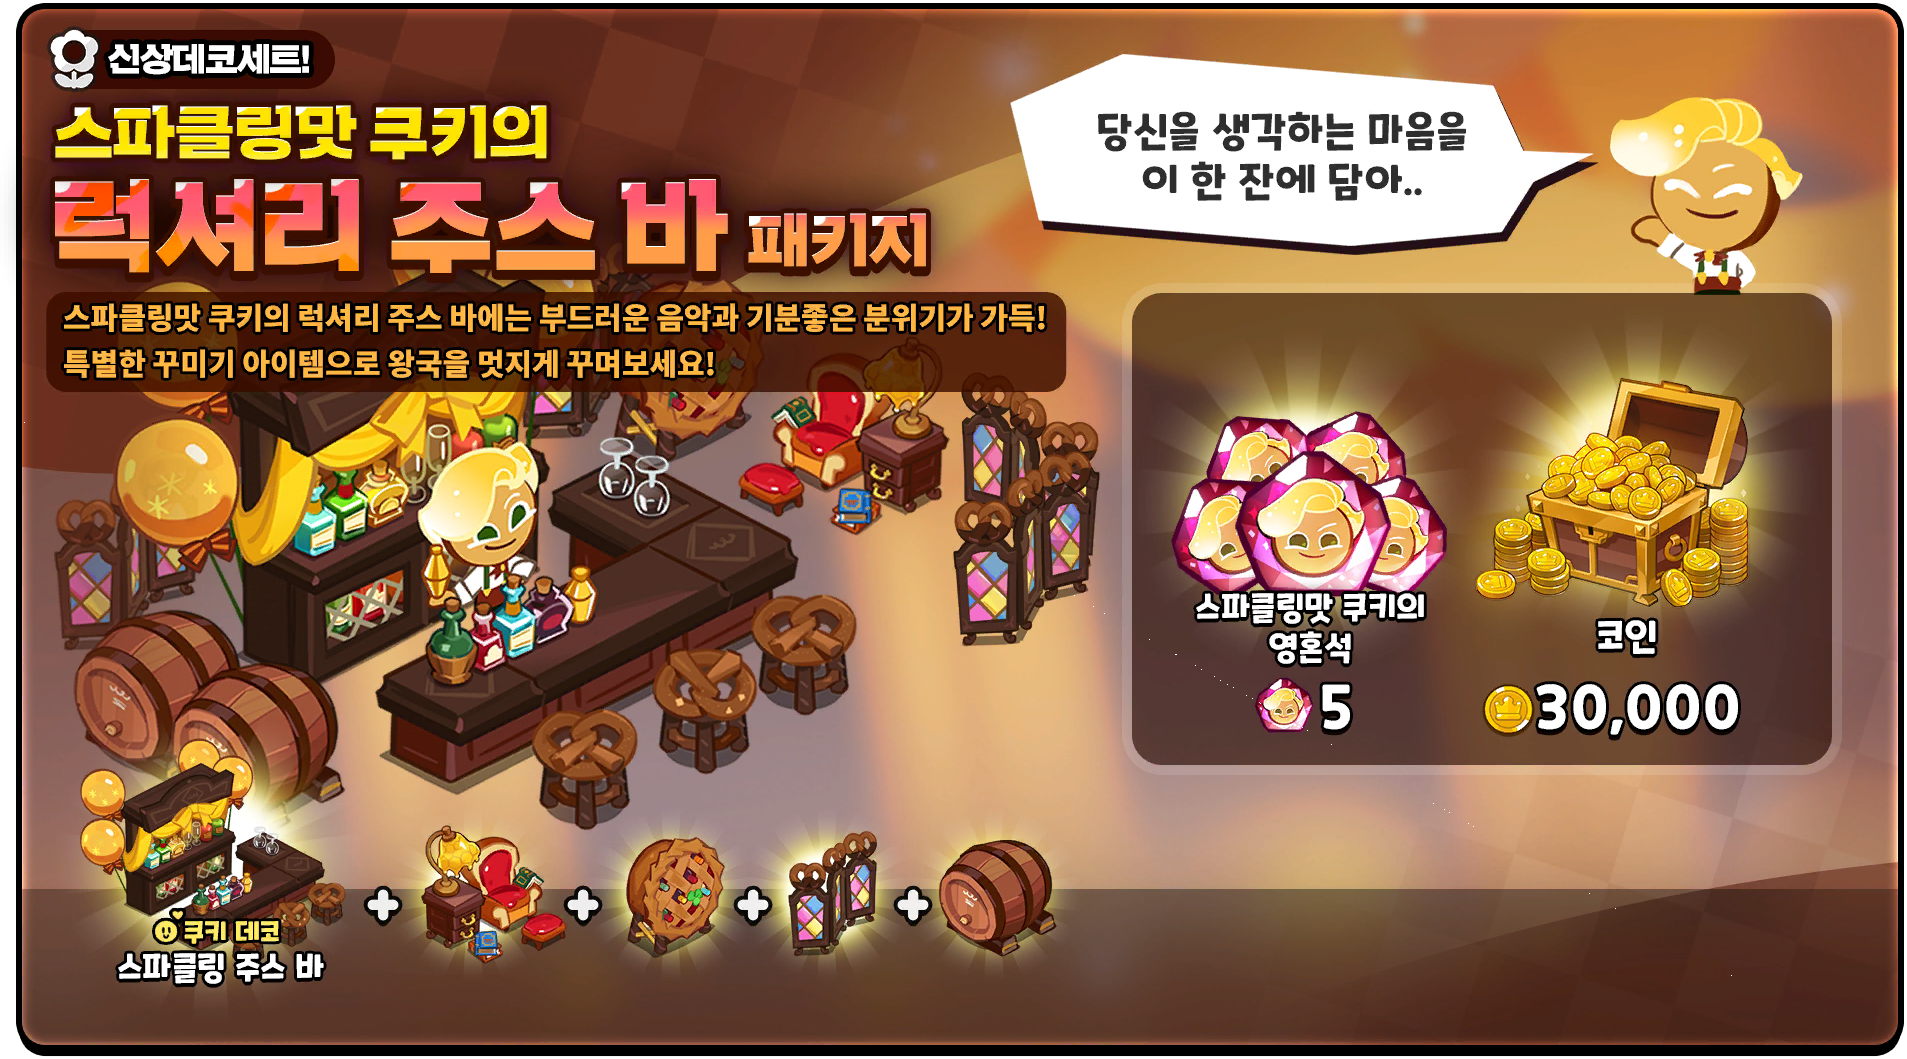 신상데코세트!
스파클링맛 쿠키의
럭셔리 주스 바 패키지
스파클링맛 쿠키의 럭셔리 주스 바에는 부드러운 음악과 기분좋은 분위기가 가득!
특별한 꾸미기 아이템으로 왕국을 멋지게 꾸며보세요!
당신을 생각하는 마음을
이 한 잔에 담아..
스파클링맛 쿠키의
영혼석
5
코인
30,000
쿠키 데코
스파클링 주스 바